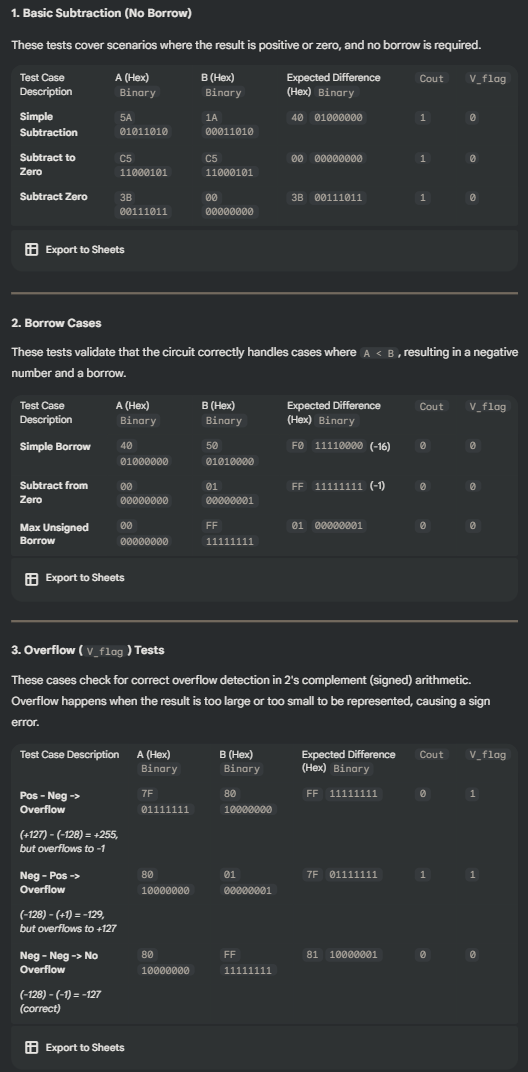 1. Basic Subtraction (No Borrow)
These tests cover scenarios where the result is positive or zero, and no borrow is required.
Test Case Description A (Hex) Binary B (Hex) Binary Expected Difference (Hex) Binary Cout V_flag
Simple Subtraction 5A 01011010 1A 00011010 40 01000000 1 0
Subtract to Zero C5 11000101 C5 11000101 00 00000000 1 0
Subtract Zero 3B 00111011 00 00000000 3B 00111011 1 0
Export to Sheets
2. Borrow Cases
These tests validate that the circuit correctly handles cases where A < B, resulting in a negative
number and a borrow.
Test Case Description A (Hex) Binary B (Hex) Binary Expected Difference (Hex) Binary Cout V_flag
Simple Borrow 40 01000000 50 01010000 F0 11110000 (-16) 0 0
Subtract from Zero 00 00000000 01 00000001 FF 11111111 (-1) 0 0
Max Unsigned Borrow 00 00000000 FF 11111111 01 00000001 0 0
Export to Sheets
3. Overflow (V_flag) Tests
These cases check for correct overflow detection in 2's complement (signed) arithmetic.
Overflow happens when the result is too large or too small to be represented, causing a sign
error.
Test Case Description A (Hex) Binary B (Hex) Binary Expected Difference (Hex) Binary Cout V_flag
Pos - Neg -> Overflow 7F 01111111 80 10000000 FF 11111111 0 1
(+127) - (-128) = +255,
but overflows to -1
Neg - Pos -> Overflow 80 10000000 01 00000001 7F 01111111 1 1
(-128) - (+1) = -129,
but overflows to +127
Neg - Neg -> No Overflow 80 10000000 FF 11111111 81 10000001 0 0
(-128) - (-1) = -127
(correct)
Export to Sheets